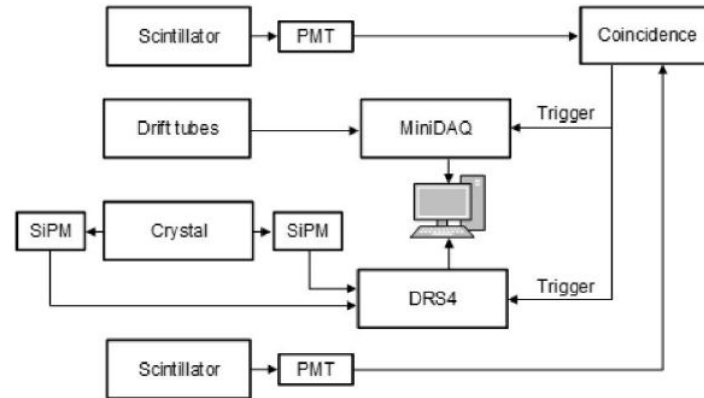 Scintillator
PMT
Coincidence
Drift tubes
MiniDAQ
Trigger
SiPM
Crystal
SiPM
DRS4
Trigger
Scintillator
PMT